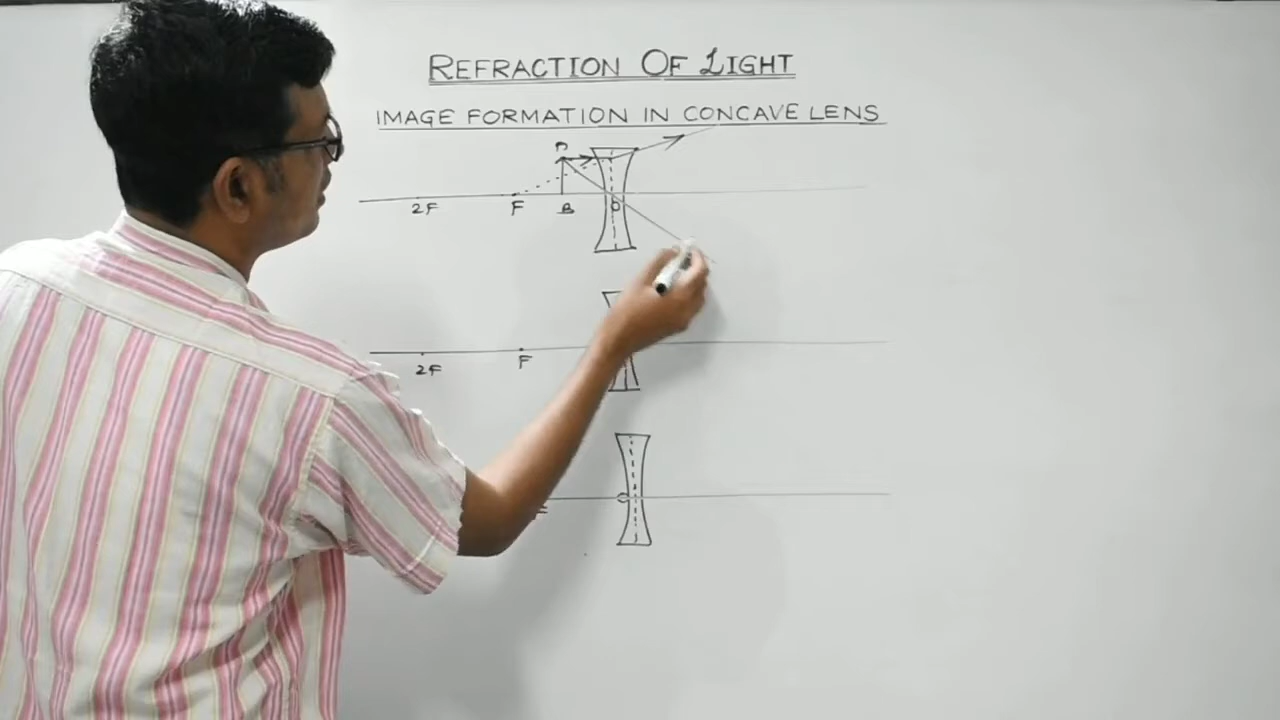 REFRACTION OF LIGHT
IMAGE FORMATION IN CONCAVE LENS
A
2F F B O
2F F